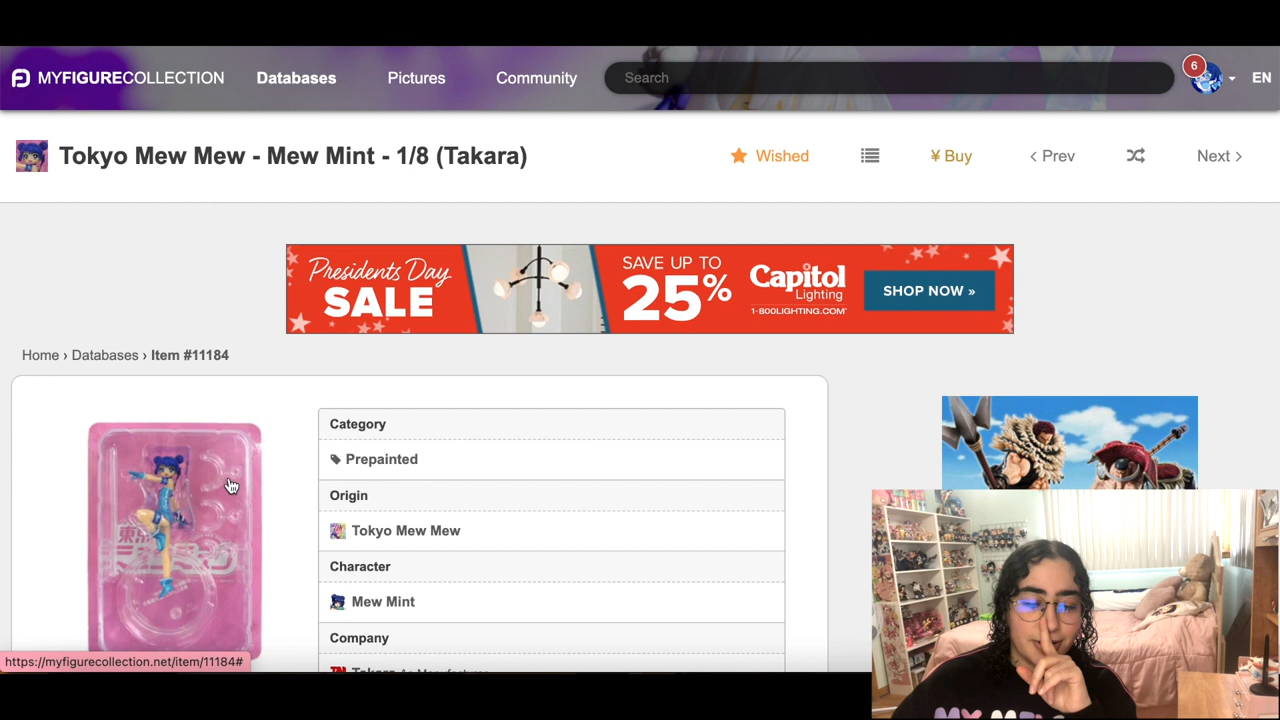 MYFIGURECOLLECTION
Databases
Pictures
Community
Search
6
EN
Tokyo Mew Mew - Mew Mint - 1/8 (Takara)
Wished
¥ Buy
‹ Prev
Next ›
Presidents Day
SALE
SAVE UP TO
25%
Capitol
Lighting
1-800LIGHTING.COM
SHOP NOW »
Home › Databases › Item #11184
Category
Prepainted
Origin
Tokyo Mew Mew
Character
Mew Mint
Company
https://myfigurecollection.net/item/11184#